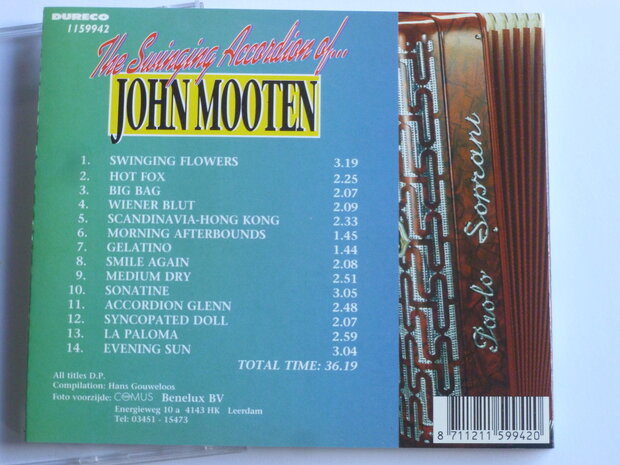 DURECO
1159942
The Swinging Accordion of...
JOHN MOOTEN
1. SWINGING FLOWERS 3.19
2. HOT FOX 2.25
3. BIG BAG 2.07
4. WIENER BLUT 2.09
5. SCANDINAVIA-HONG KONG 2.33
6. MORNING AFTERBOUNDS 1.45
7. GELATINO 1.44
8. SMILE AGAIN 2.08
9. MEDIUM DRY 2.51
10. SONATINE 3.05
11. ACCORDION GLENN 2.48
12. SYNCOPATED DOLL 2.07
13. LA PALOMA 2.59
14. EVENING SUN 3.04
TOTAL TIME: 36.19
All titles D.P.
Compilation: Hans Gouweloos
Foto voorzijde: COMUS Benelux BV
Energieweg 10 a 4143 HK Leerdam
Tel: 03451 - 15473
Paolo Soprani
8 711211 599420